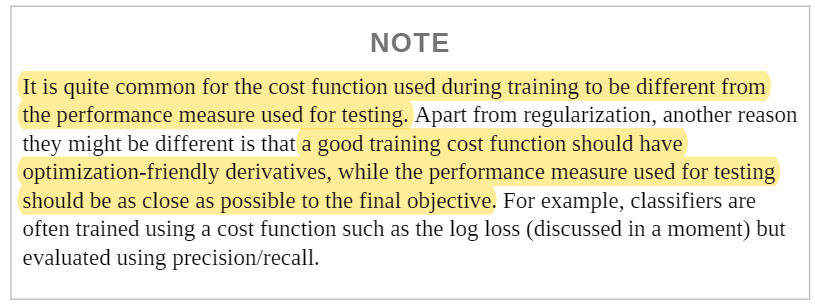 NOTE
It is quite common for the cost function used during training to be different from
the performance measure used for testing. Apart from regularization, another reason
they might be different is that a good training cost function should have
optimization-friendly derivatives, while the performance measure used for testing
should be as close as possible to the final objective. For example, classifiers are
often trained using a cost function such as the log loss (discussed in a moment) but
evaluated using precision/recall.